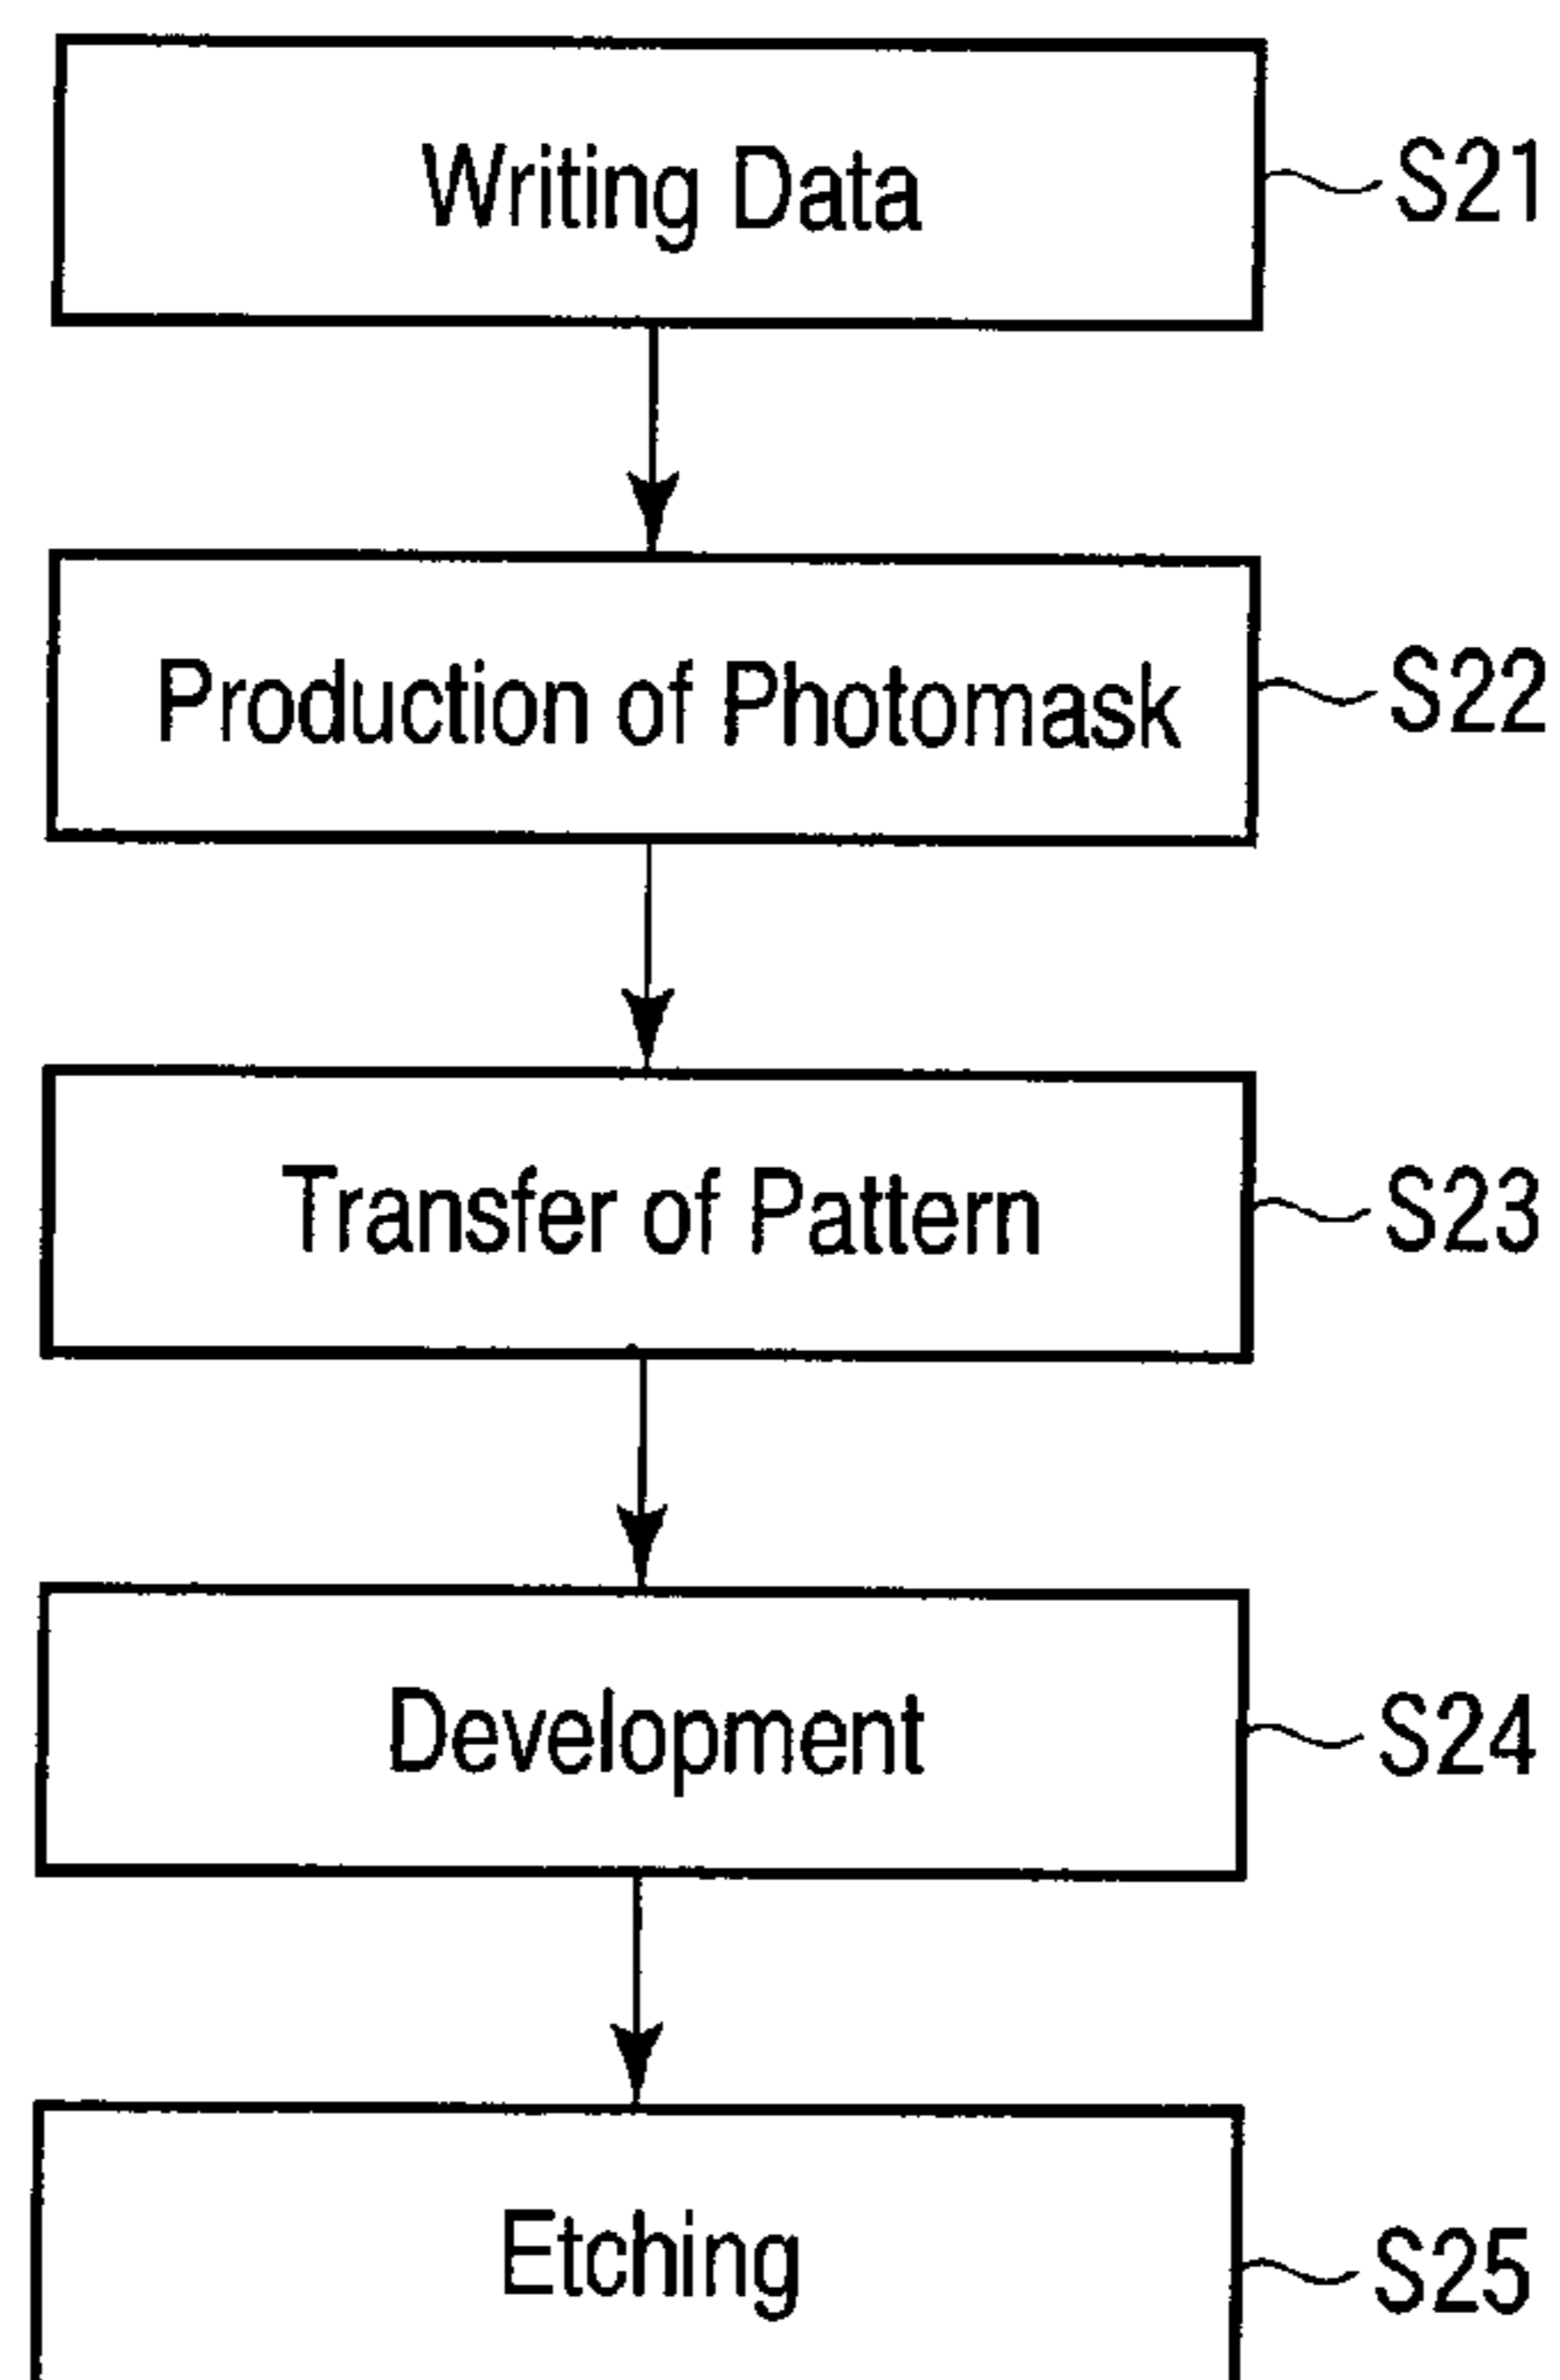 Writing Data
S21
Production of Photomask
S22
Transfer of Pattern
S23
Development
S24
Etching
S25